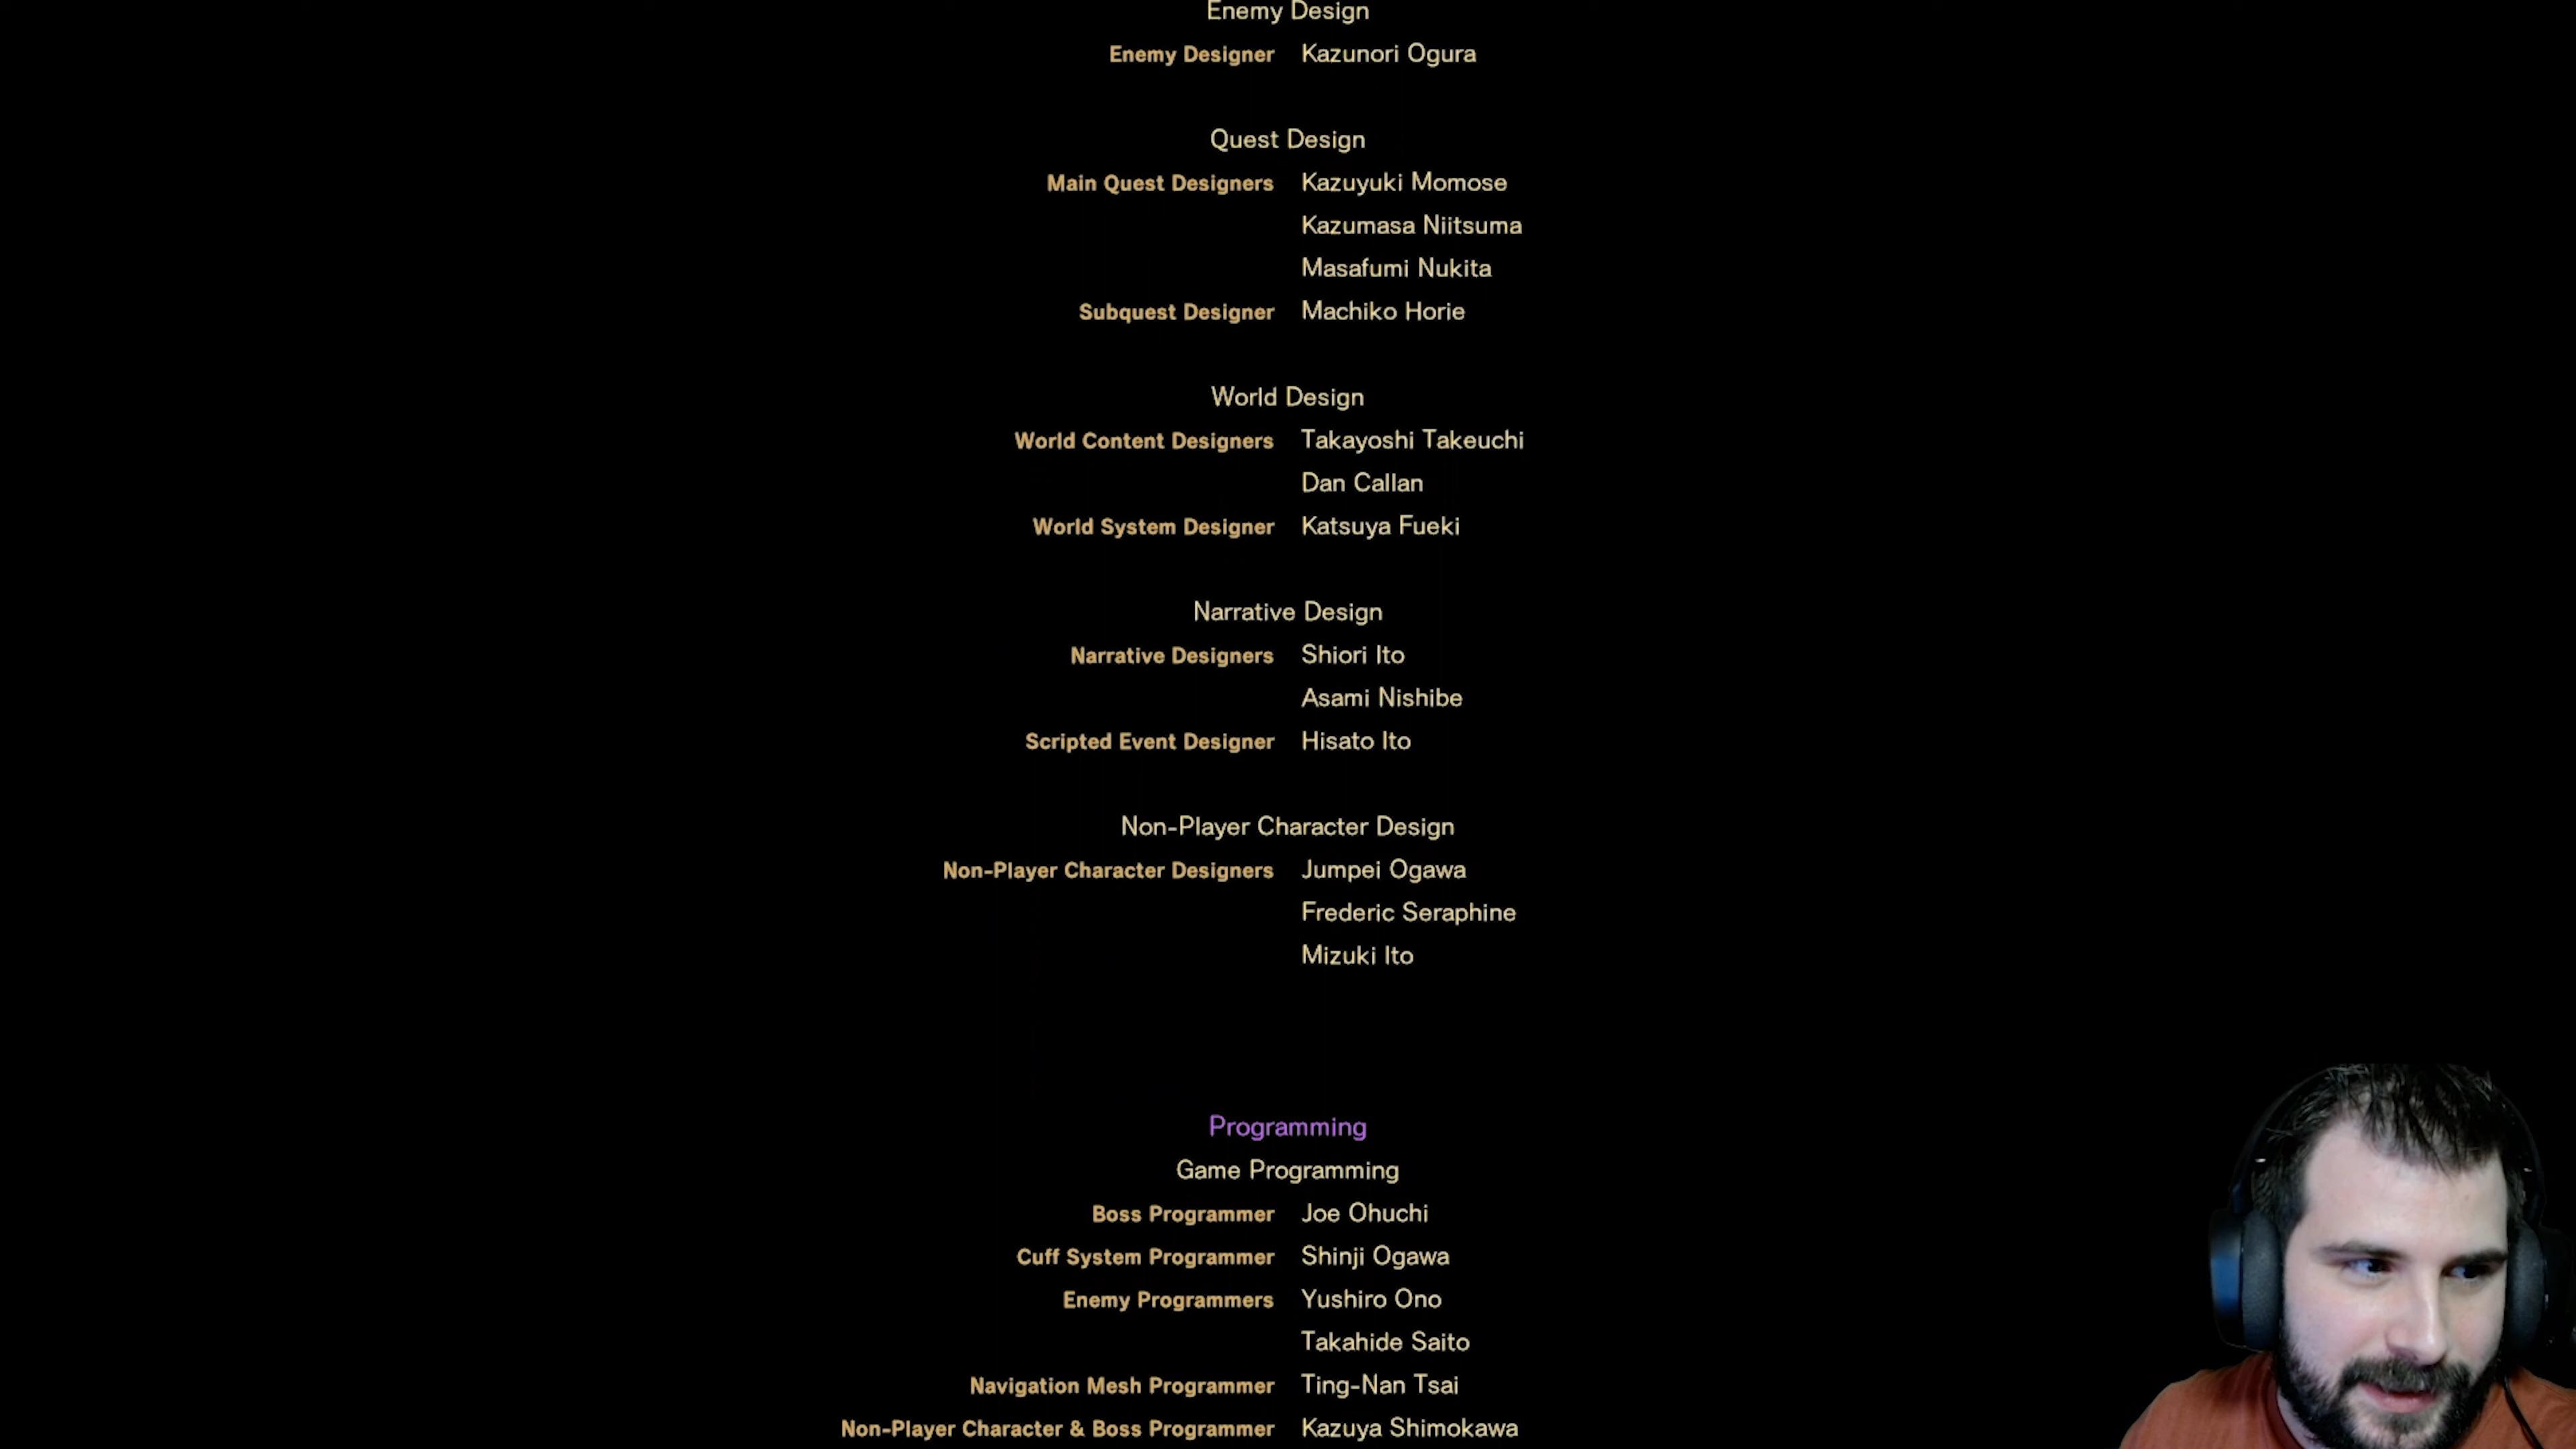 Enemy Design
Enemy Designer Kazunori Ogura
Quest Design
Main Quest Designers Kazuyuki Momose
Kazumasa Niitsuma
Masafumi Nukita
Subquest Designer Machiko Horie
World Design
World Content Designers Takayoshi Takeuchi
Dan Callan
World System Designer Katsuya Fueki
Narrative Design
Narrative Designers Shiori Ito
Asami Nishibe
Scripted Event Designer Hisato Ito
Non-Player Character Design
Non-Player Character Designers Jumpei Ogawa
Frederic Seraphine
Mizuki Ito
Programming
Game Programming
Boss Programmer Joe Ohuchi
Cuff System Programmer Shinji Ogawa
Enemy Programmers Yushiro Ono
Takahide Saito
Navigation Mesh Programmer Ting-Nan Tsai
Non-Player Character & Boss Programmer Kazuya Shimokawa